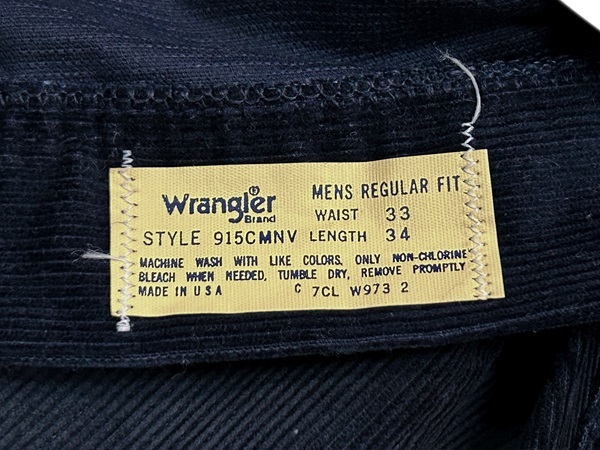 Wrangler® MENS REGULAR FIT
Brand WAIST 33
STYLE 915CMNV LENGTH 34
MACHINE WASH WITH LIKE COLORS. ONLY NON-CHLORINE
BLEACH WHEN NEEDED, TUMBLE DRY, REMOVE PROMPTLY
MADE IN USA C 7CL W973 2